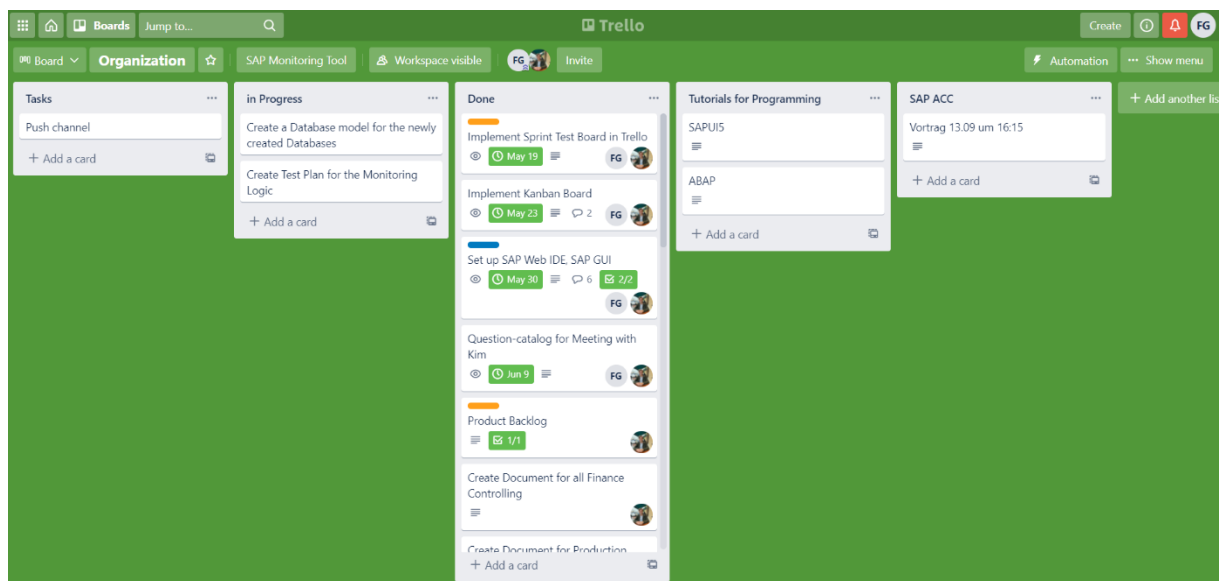 Boards
Jump to...
Trello
Create
FG
Board
Organization
SAP Monitoring Tool
Workspace visible
FG
Invite
Automation
··· Show menu
Tasks
Push channel
+ Add a card
in Progress
Create a Database model for the newly
created Databases
Create Test Plan for the Monitoring
Logic
+ Add a card
Done
Implement Sprint Test Board in Trello
May 19
FG
Implement Kanban Board
May 23
2
FG
Set up SAP Web IDE, SAP GUI
May 30
6
2/2
FG
Question-catalog for Meeting with
Kim
Jun 9
FG
Product Backlog
1/1
Create Document for all Finance
Controlling
Create Document for Production
+ Add a card
Tutorials for Programming
SAPUI5
ABAP
+ Add a card
SAP ACC
Vortrag 13.09 um 16:15
+ Add a card
+ Add another lis